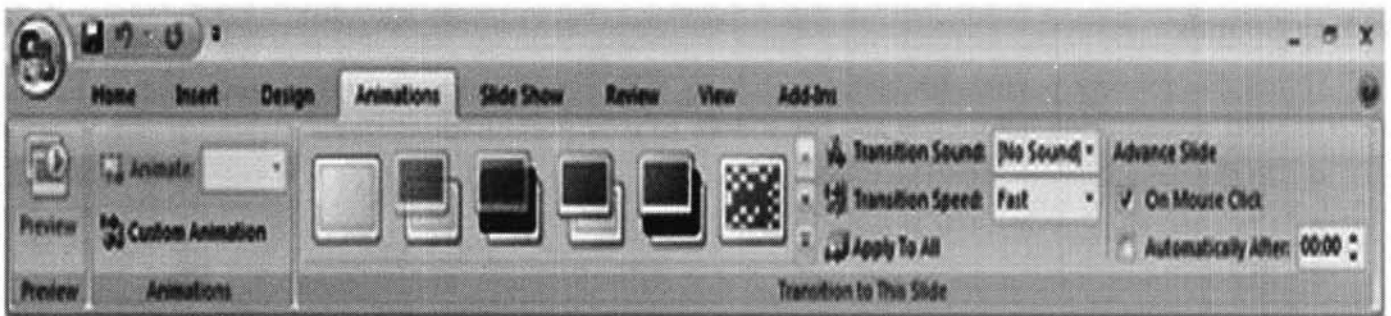 Home Insert Design Animations Slide Show Review View Add-Ins
Animate: Transition Sound: [No Sound] Advance Slide
Preview Custom Animation Transition Speed: Fast On Mouse Click
Apply To All Automatically After: 00:00
Preview Animations Transition to This Slide